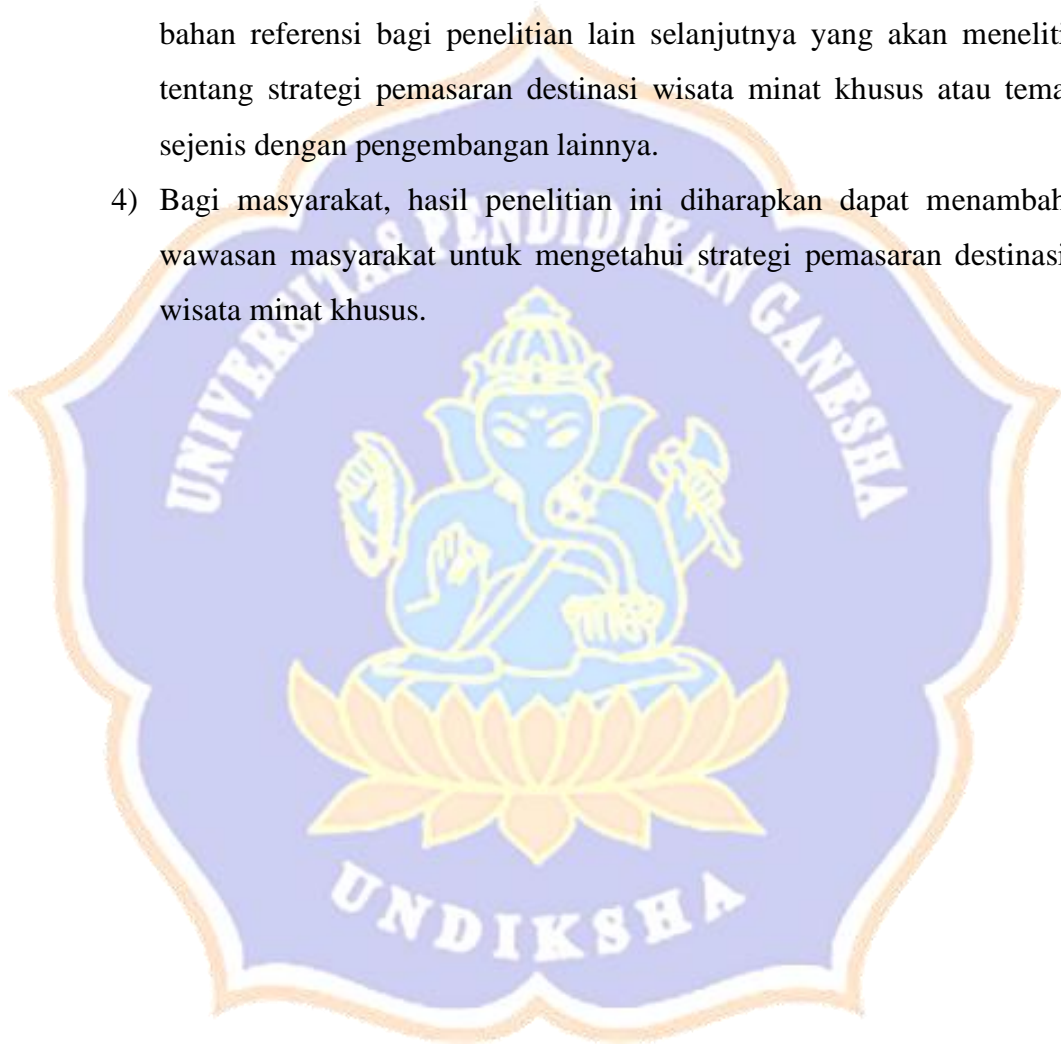 bahan referensi bagi penelitian lain selanjutnya yang akan meneliti
tentang strategi pemasaran destinasi wisata minat khusus atau tema
sejenis dengan pengembangan lainnya.
4) Bagi masyarakat, hasil penelitian ini diharapkan dapat menambah
wawasan masyarakat untuk mengetahui strategi pemasaran destinasi
wisata minat khusus.
UNIVERSITAS PENDIDIKAN GANESHA
UNDIKSHA